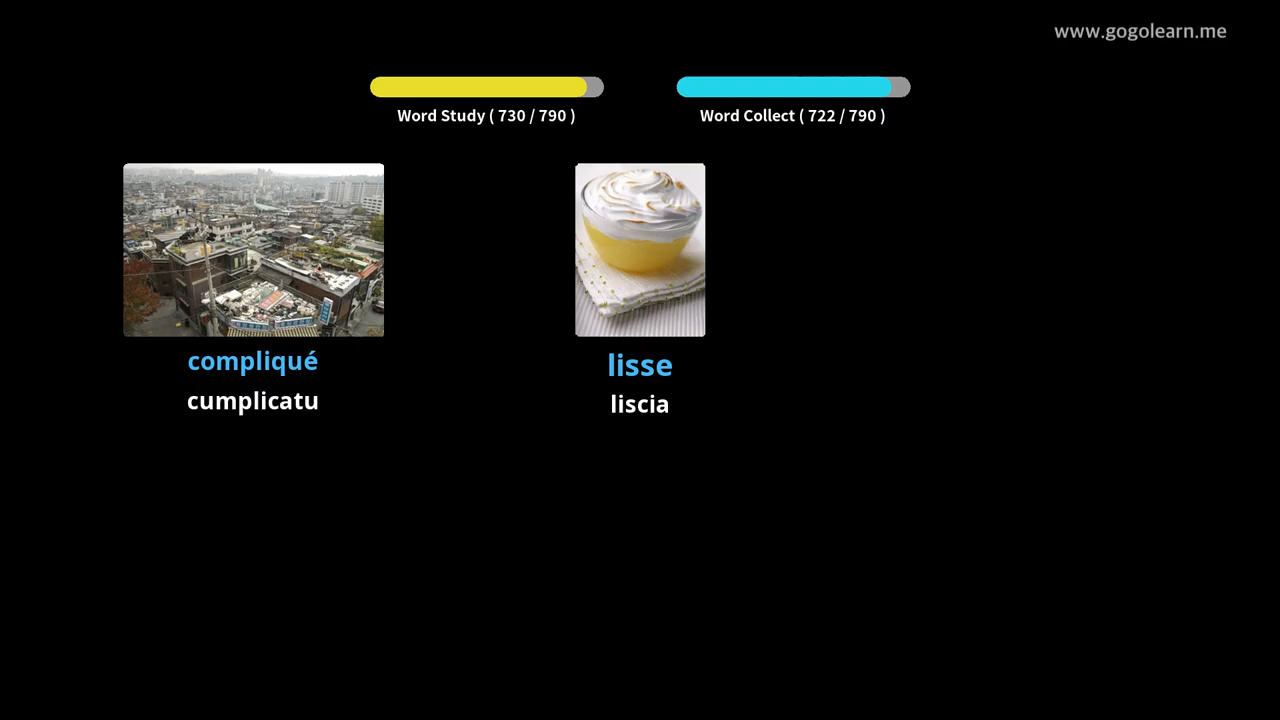 www.gogolearn.me
Word Study ( 730 / 790 )
Word Collect ( 722 / 790 )
compliqué
cumplicatu
lisse
liscia